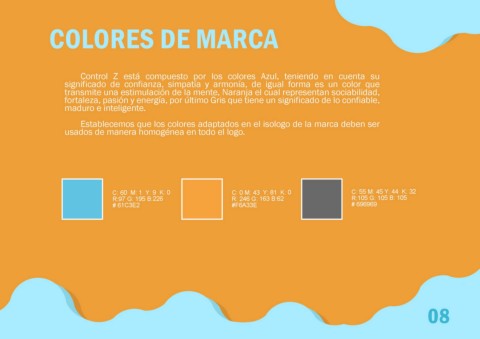 COLORES DE MARCA
Control Z está compuesto por los colores Azul, teniendo en cuenta su
significado de confianza, simpatía y armonía, de igual forma es un color que
transmite una estimulación de la mente, Naranja el cual representan sociabilidad,
fortaleza, pasión y energía, por último Gris que tiene un significado de lo confiable,
maduro e inteligente.
Establecemos que los colores adaptados en el isologo de la marca deben ser
usados de manera homogénea en todo el logo.
C: 60 M: 1 Y: 9 K: 0
R:97 G: 195 B:226
# 61C3E2
C: 0 M: 43 Y: 81 K: 0
R: 246 G: 163 B:62
#F6A33E
C: 55 M: 45 Y: 44 K: 32
R:105 G: 105 B: 105
# 696969
08